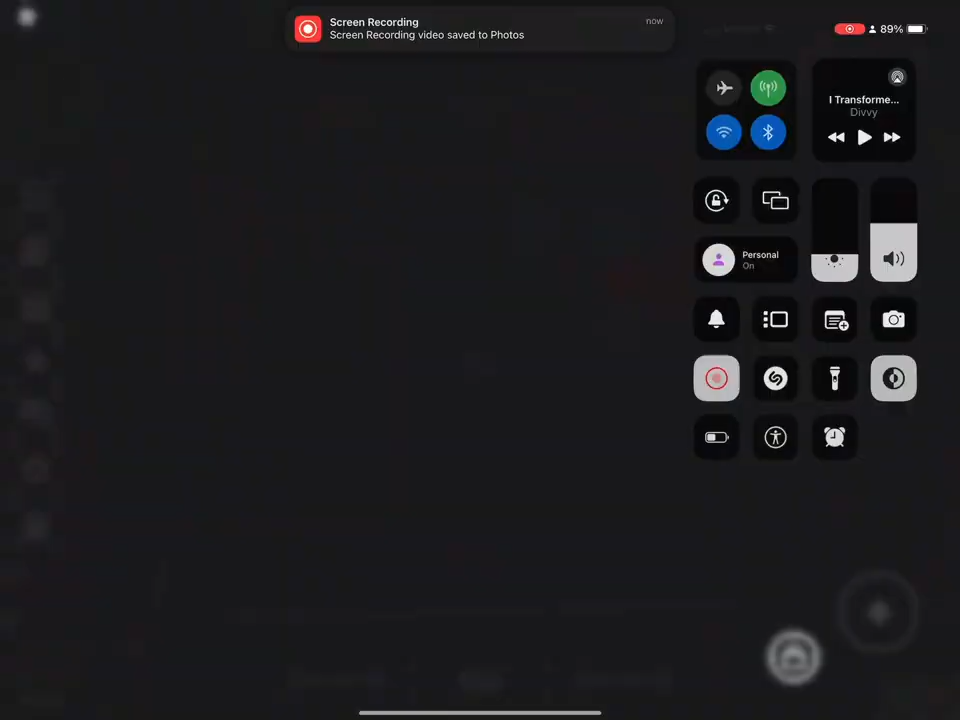 Screen Recording
now
Screen Recording video saved to Photos
89%
I Transforme...
Divvy
Personal
On